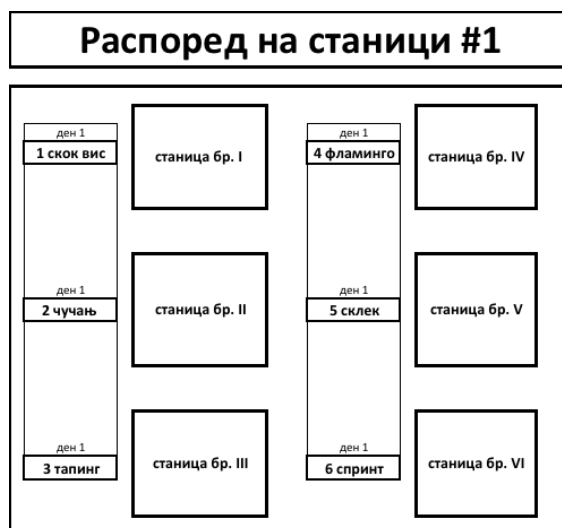 Распоред на станици #1
ден 1
1 скок вис
станица бр. I
ден 1
2 чучањ
станица бр. II
ден 1
3 тапинг
станица бр. III
ден 1
4 фламинго
станица бр. IV
ден 1
5 склек
станица бр. V
ден 1
6 спринт
станица бр. VI